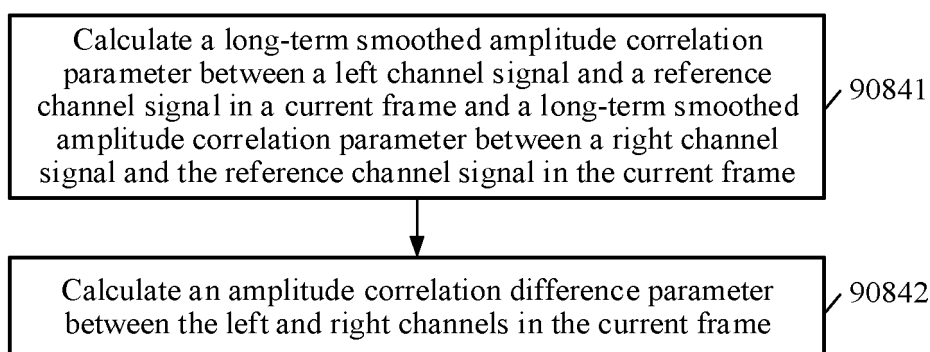 Calculate a long-term smoothed amplitude correlation
parameter between a left channel signal and a reference
channel signal in a current frame and a long-term smoothed
amplitude correlation parameter between a right channel
signal and the reference channel signal in the current frame
90841
Calculate an amplitude correlation difference parameter
between the left and right channels in the current frame
90842